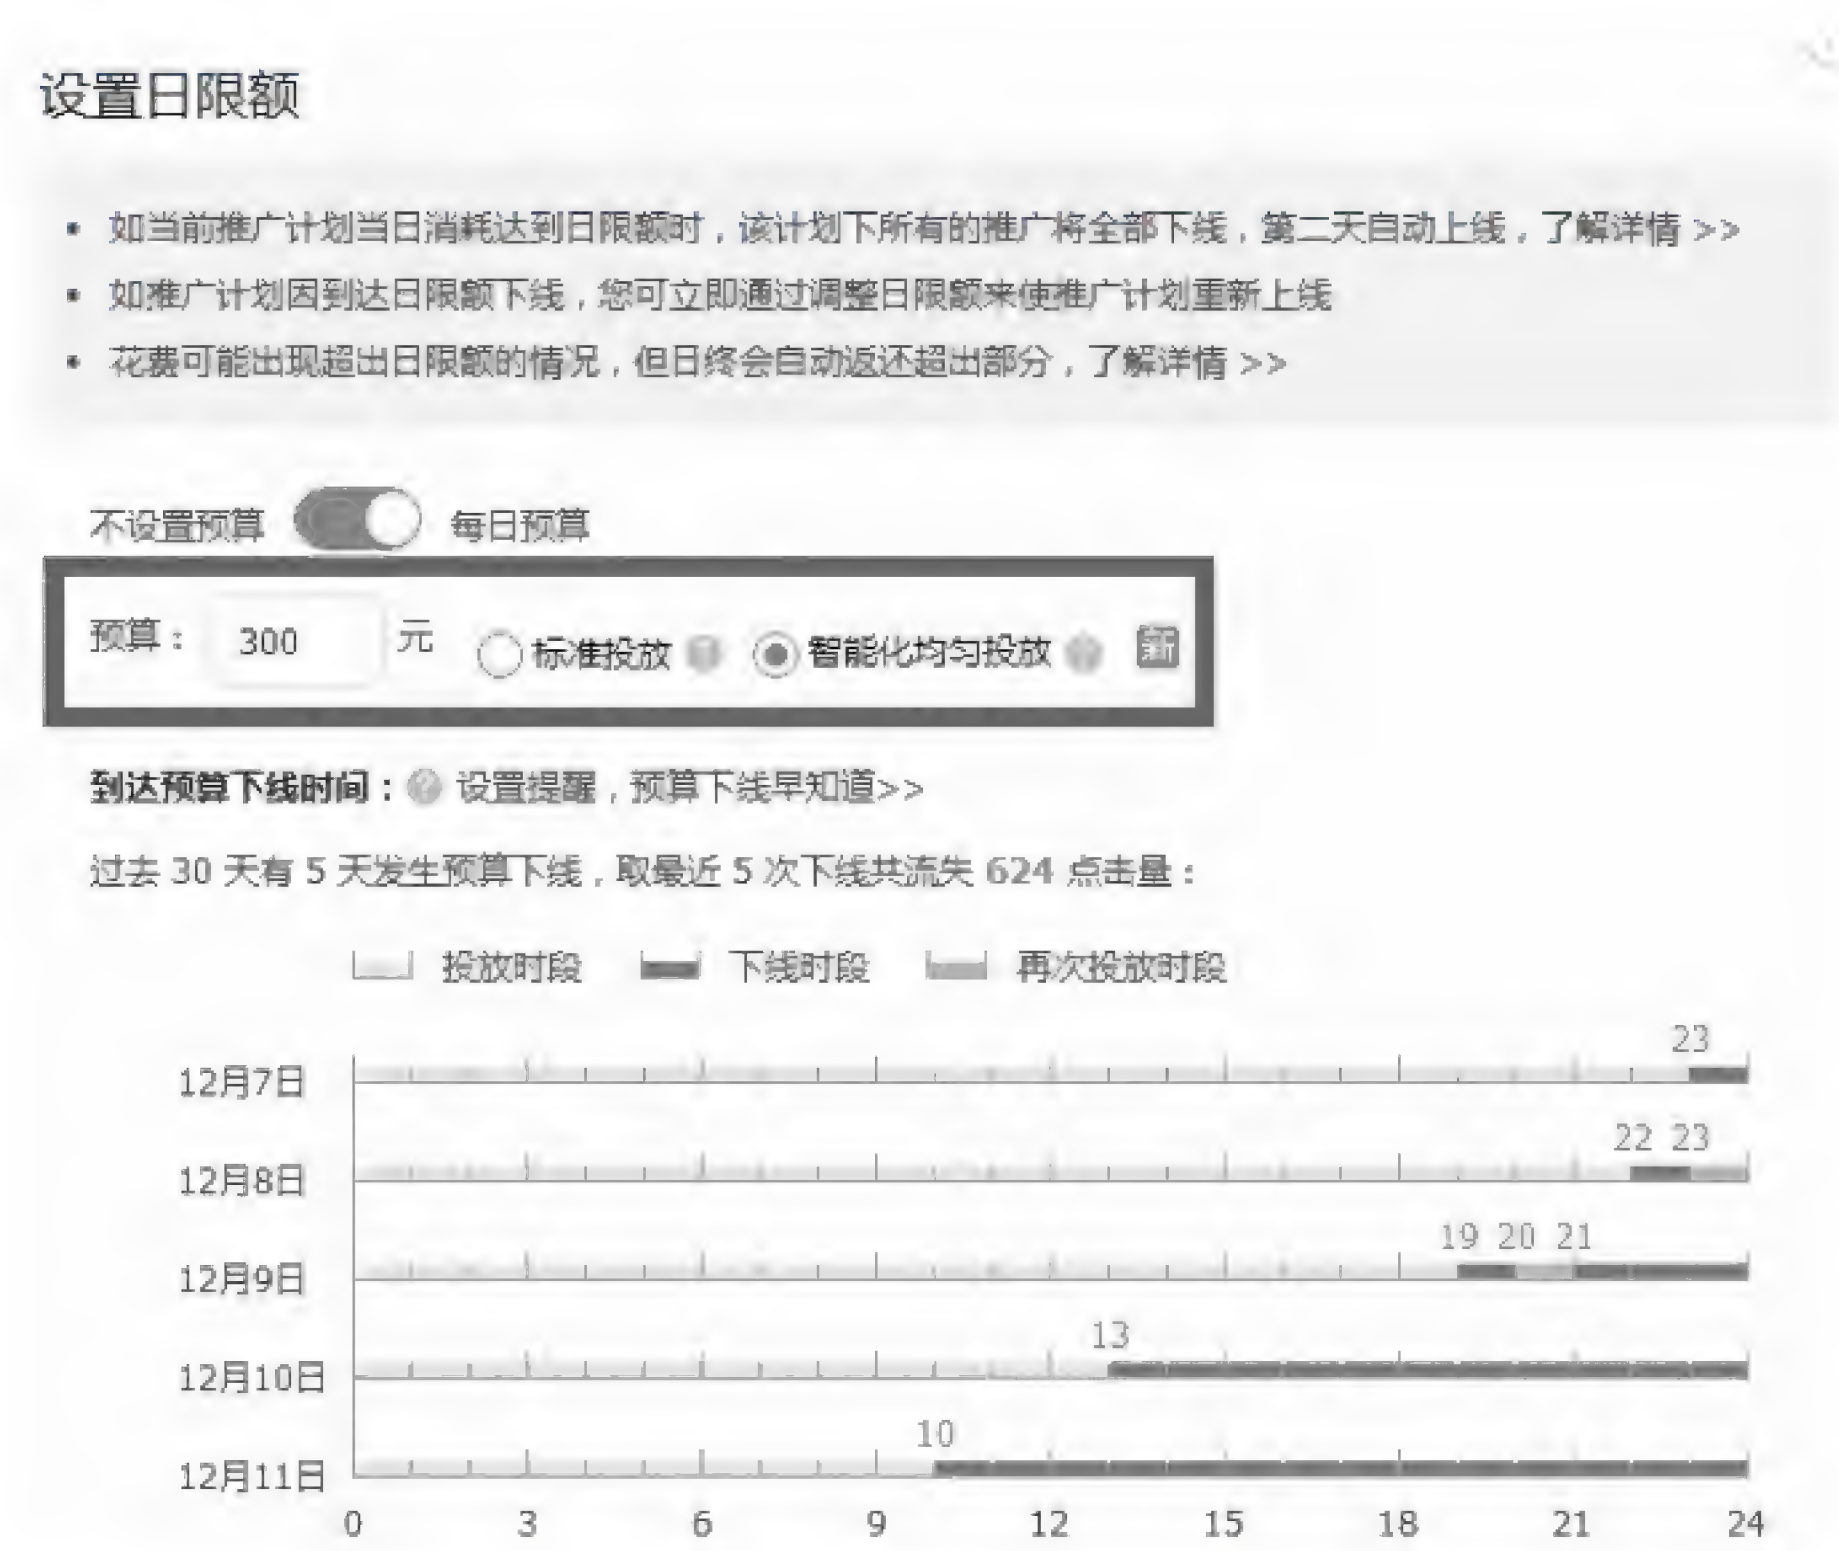 设置日限额
• 如当前推广计划当日消耗达到日限额时，该计划下所有的推广将全部下线，第二天自动上线，了解详情 >>
• 如推广计划因到达日限额下线，您可立即通过调整日限额来使推广计划重新上线
• 花费可能出现超出日限额的情况，但日终会自动返还超出部分，了解详情 >>
不设置预算 每日预算
预算： 300 元 标准投放 智能化均匀投放 新
到达预算下线时间： 设置提醒，预算下线早知道>>
过去 30 天有 5 天发生预算下线，取最近 5 次下线共流失 624 点击量：
投放时段 下线时段 再次投放时段
23
12月7日
22 23
12月8日
19 20 21
12月9日
13
12月10日
10
12月11日
0 3 6 9 12 15 18 21 24